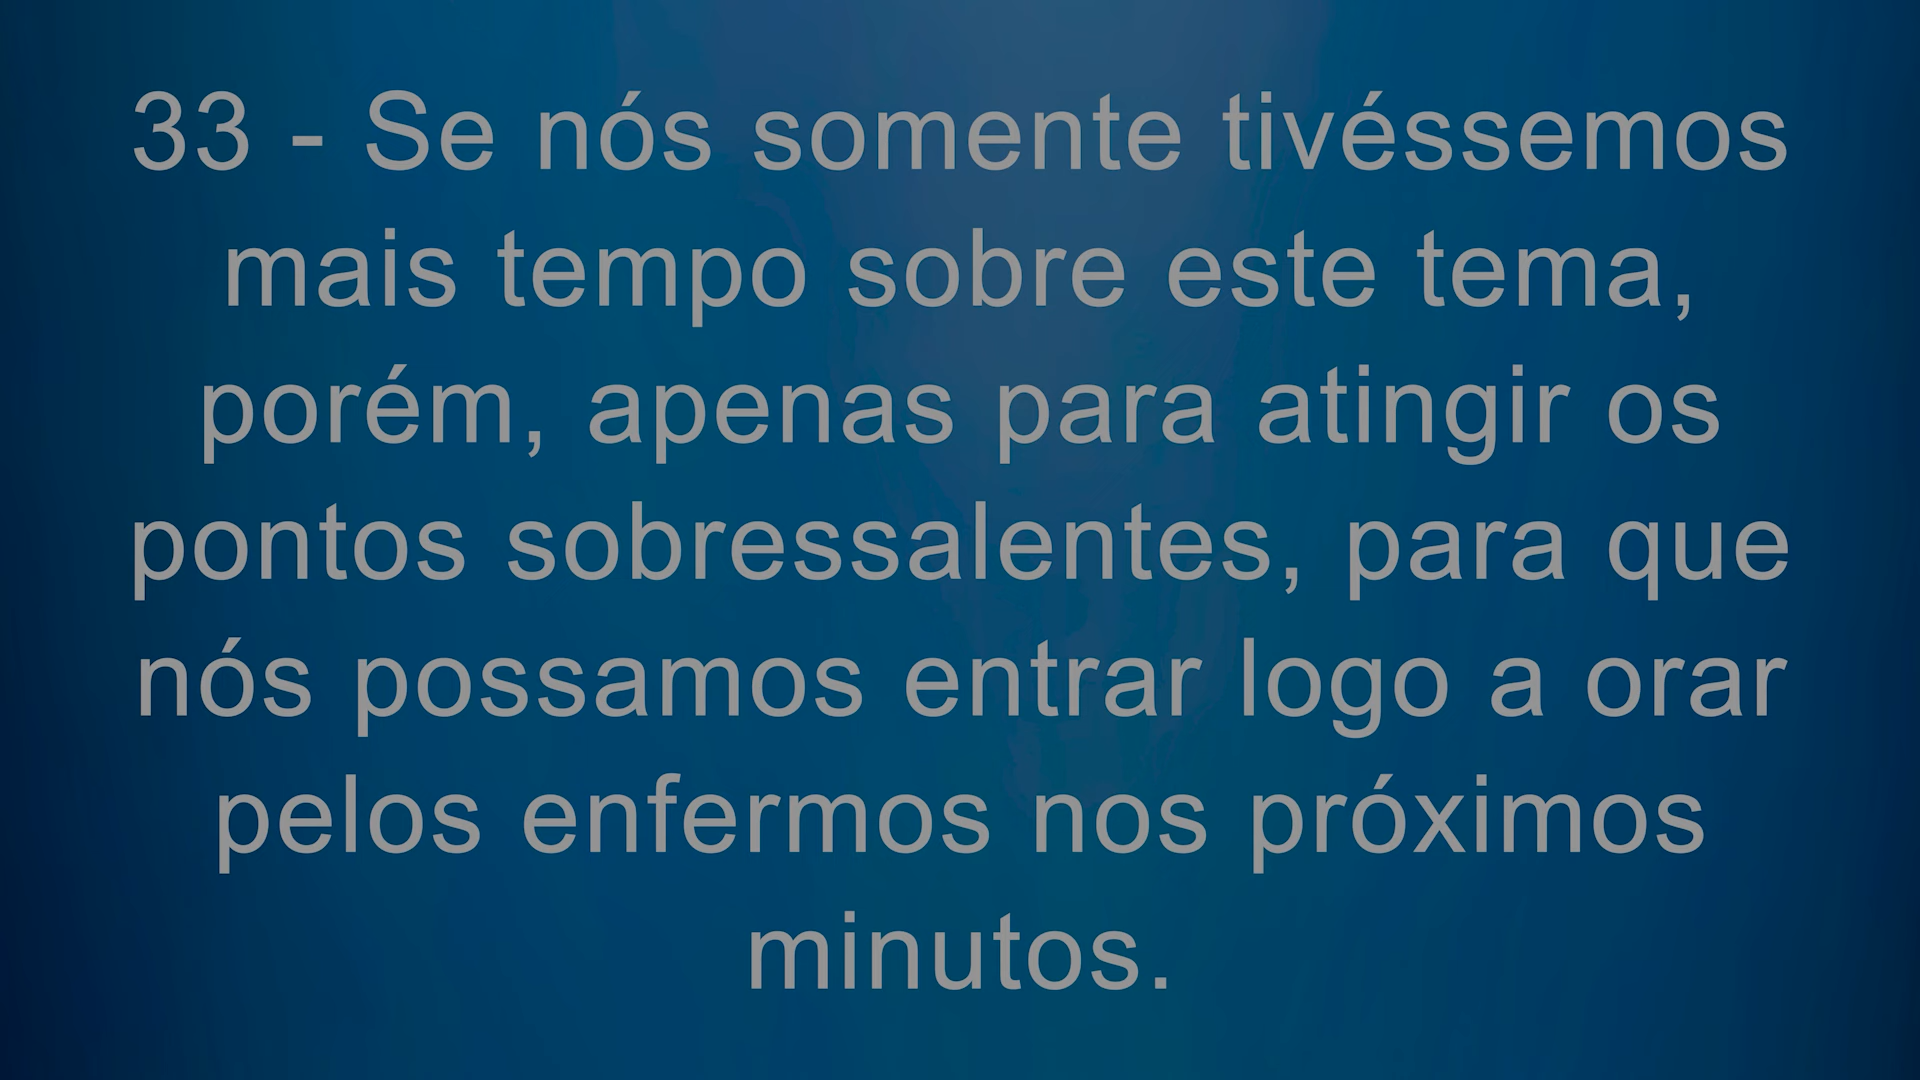 33 - Se nós somente tivéssemos
mais tempo sobre este tema,
porém, apenas para atingir os
pontos sobressalentes, para que
nós possamos entrar logo a orar
pelos enfermos nos próximos
minutos.